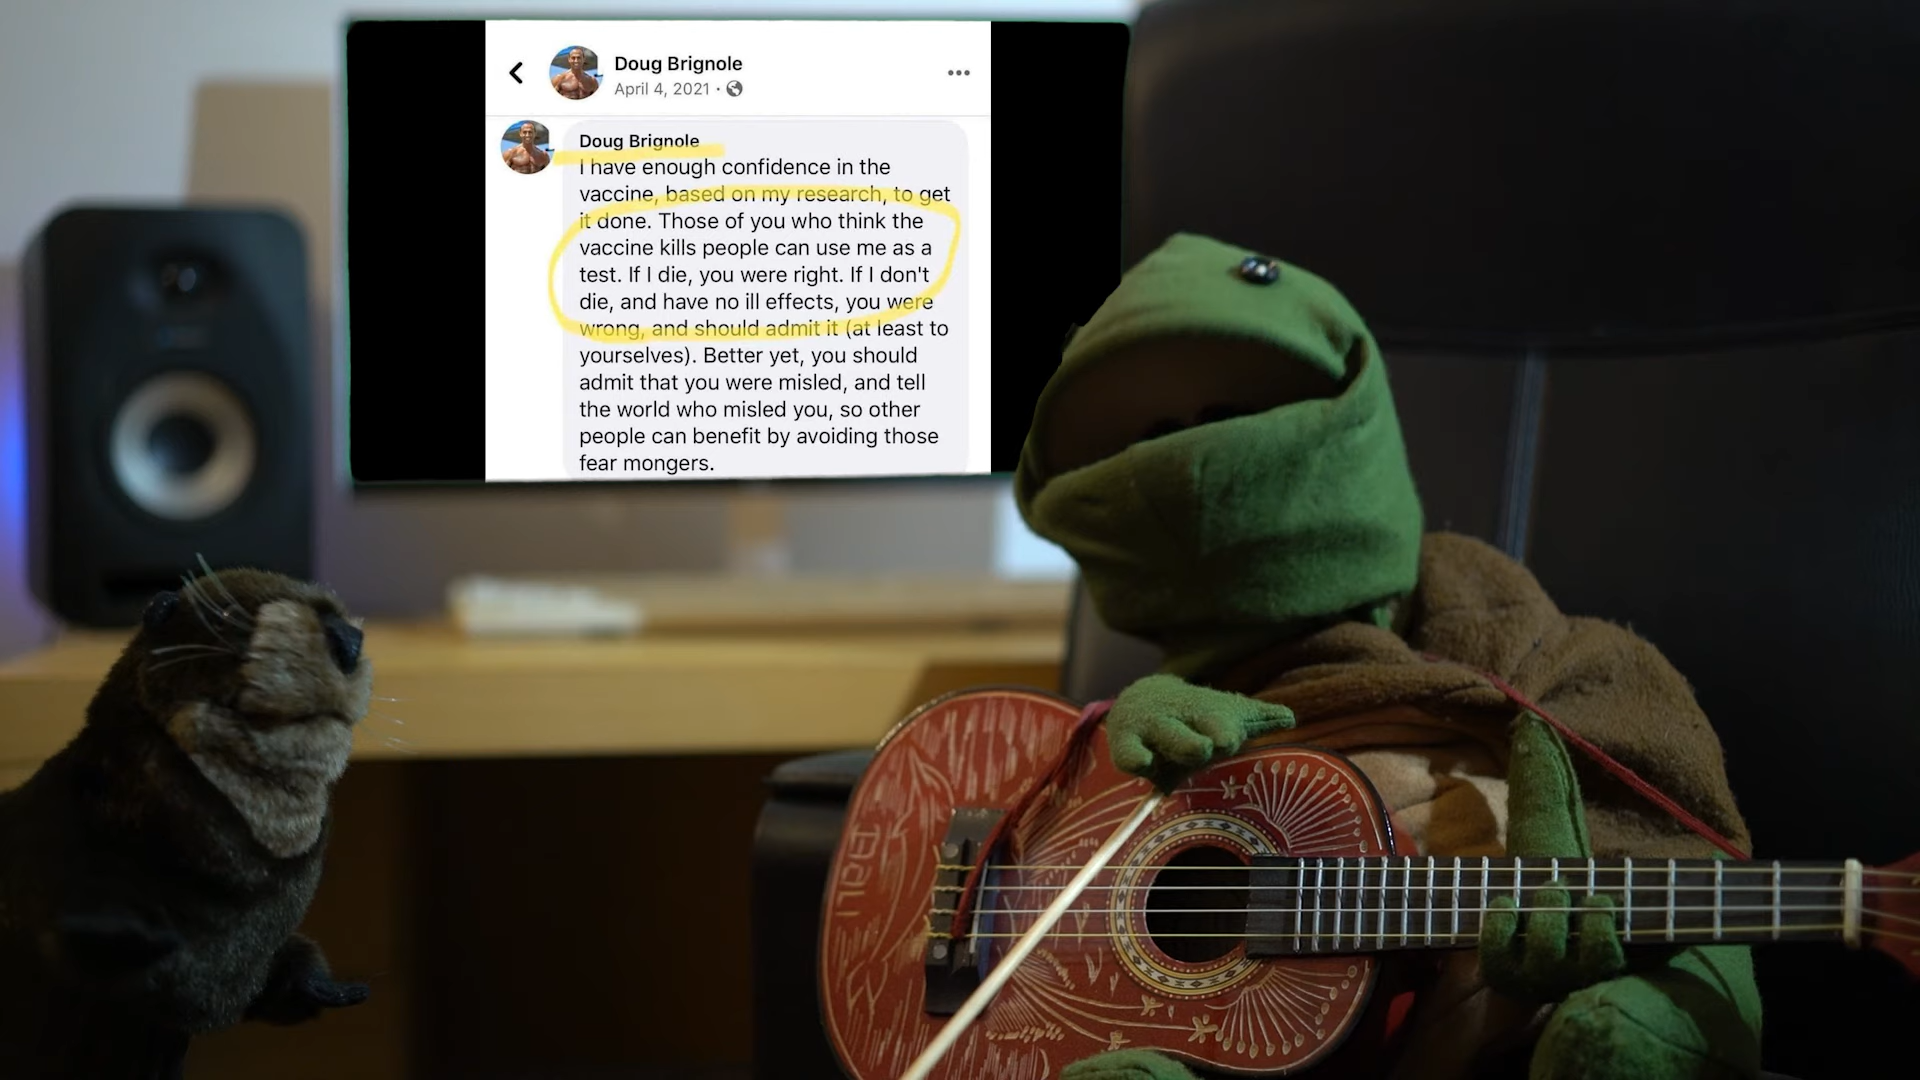 Doug Brignole
April 4, 2021 ·
Doug Brignole
I have enough confidence in the
vaccine, based on my research, to get
it done. Those of you who think the
vaccine kills people can use me as a
test. If I die, you were right. If I don't
die, and have no ill effects, you were
wrong, and should admit it (at least to
yourselves). Better yet, you should
admit that you were misled, and tell
the world who misled you, so other
people can benefit by avoiding those
fear mongers.